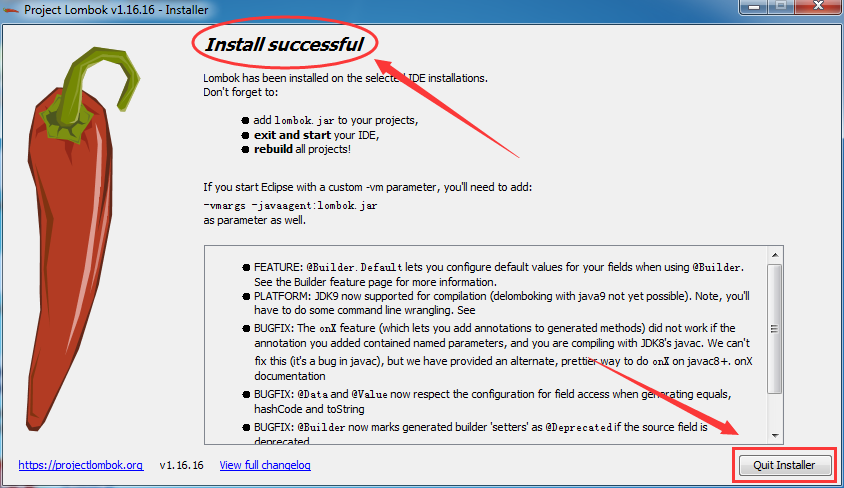 Project Lombok v1.16.16 - Installer
Install successful
Lombok has been installed on the selected IDE installations.
Don't forget to:
add lombok.jar to your projects,
exit and start your IDE,
rebuild all projects!
If you start Eclipse with a custom -vm parameter, you'll need to add:
-vmargs -javaagent:lombok.jar
as parameter as well.
FEATURE: @Builder.Default lets you configure default values for your fields when using @Builder.
See the Builder feature page for more information.
PLATFORM: JDK9 now supported for compilation (delomboking with java9 not yet possible). Note, you'll
have to do some command line wrangling. See
BUGFIX: The onX feature (which lets you add annotations to generated methods) did not work if the
annotation you added contained named parameters, and you are compiling with JDK8's javac. We can't
fix this (it's a bug in javac), but we have provided an alternate, prettier way to do onX on javac8+. onX
documentation
BUGFIX: @Data and @Value now respect the configuration for field access when generating equals,
hashCode and toString
BUGFIX: @Builder now marks generated builder 'setters' as @Deprecated if the source field is
deprecated
https://projectlombok.org v1.16.16 View full changelog
Quit Installer